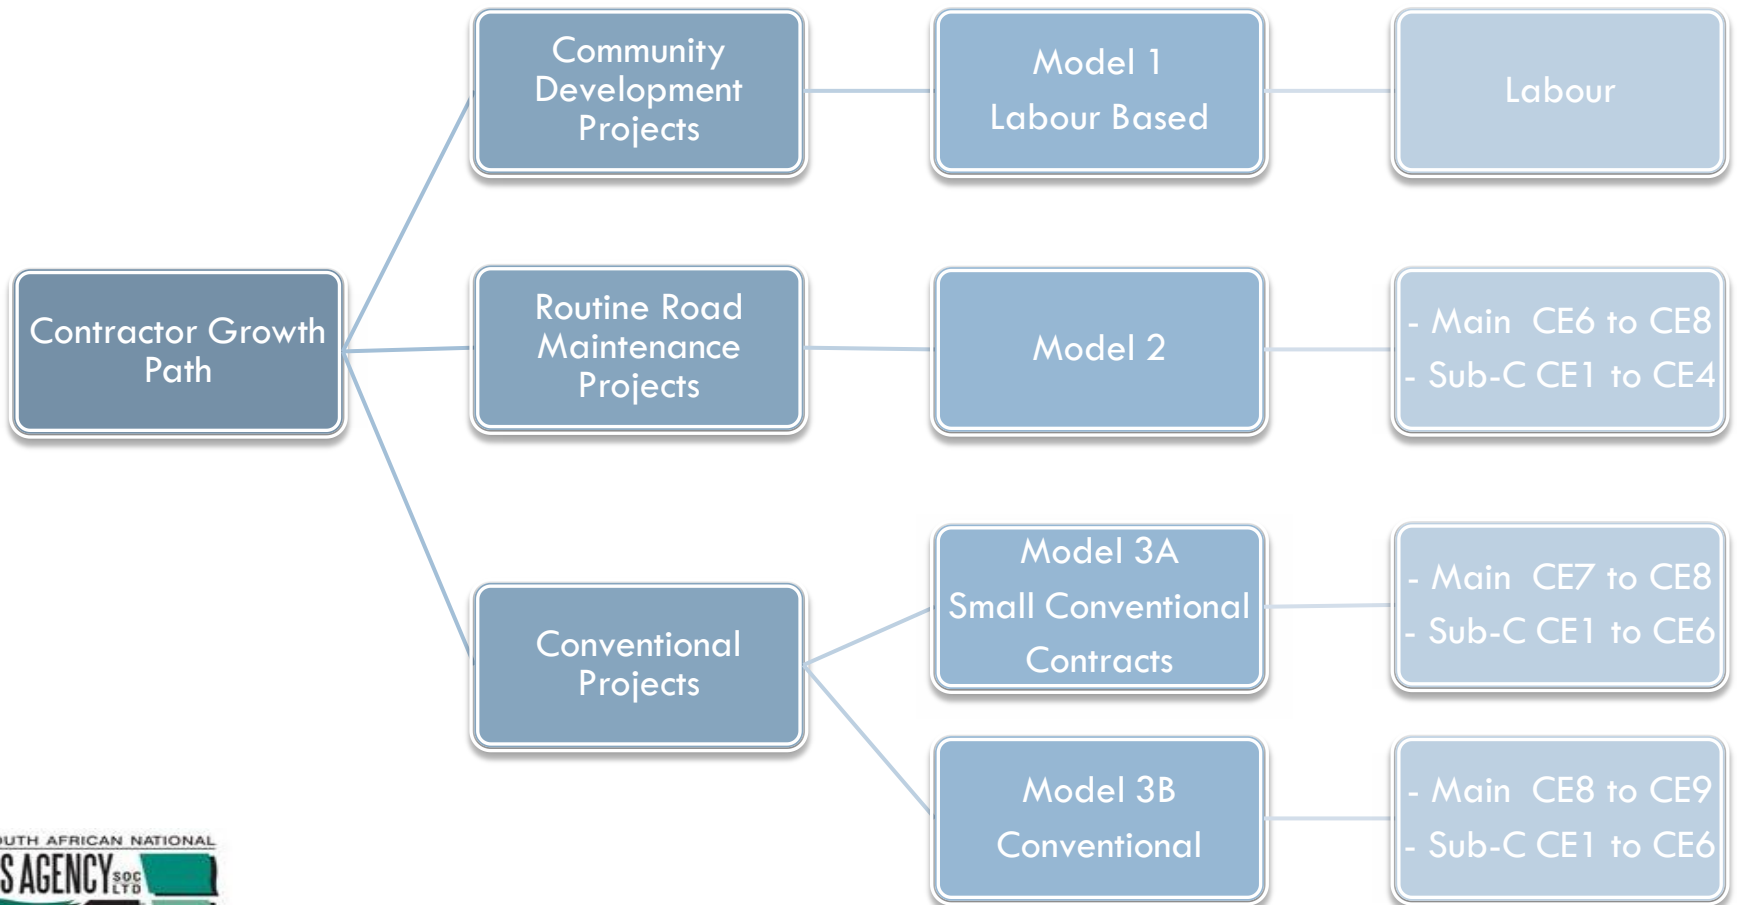 Community
Development
Projects
Model 1
Labour Based
Labour
Contractor Growth
Path
Routine Road
Maintenance
Projects
Model 2
- Main CE6 to CE8
- Sub-C CE1 to CE4
Conventional
Projects
Model 3A
Small Conventional
Contracts
- Main CE7 to CE8
- Sub-C CE1 to CE6
Model 3B
Conventional
- Main CE8 to CE9
- Sub-C CE1 to CE6
AFRICAN NATIONAL
AGENCY SOC
LTD